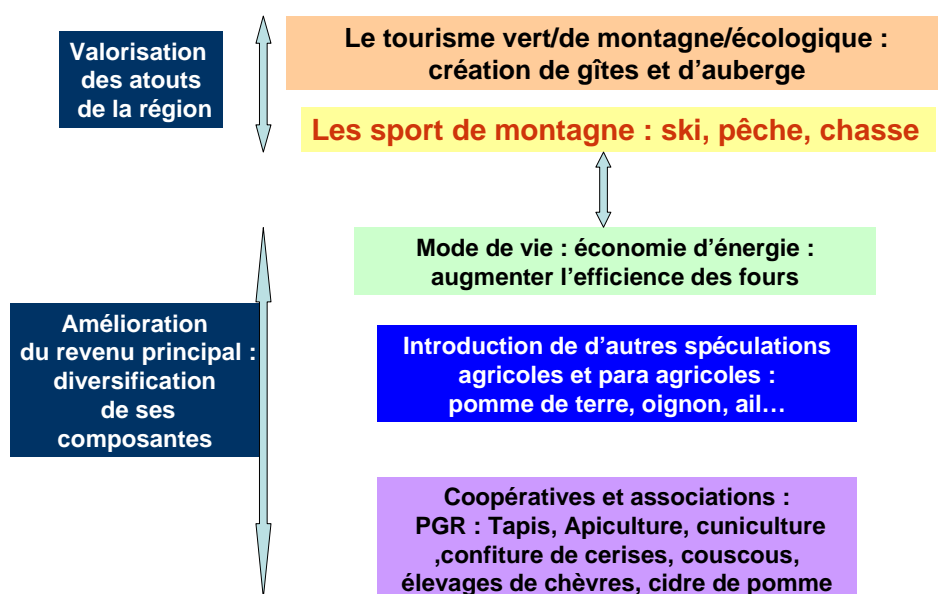 Valorisation
des atouts
de la région
Le tourisme vert/de montagne/écologique :
création de gîtes et d'auberge
Les sport de montagne : ski, pêche, chasse
Mode de vie : économie d'énergie :
augmenter l'efficience des fours
Amélioration
du revenu principal :
diversification
de ses
composantes
Introduction de d'autres spéculations
agricoles et para agricoles :
pomme de terre, oignon, ail…
Coopératives et associations :
PGR : Tapis, Apiculture, cuniculture
,confiture de cerises, couscous,
élevages de chèvres, cidre de pomme